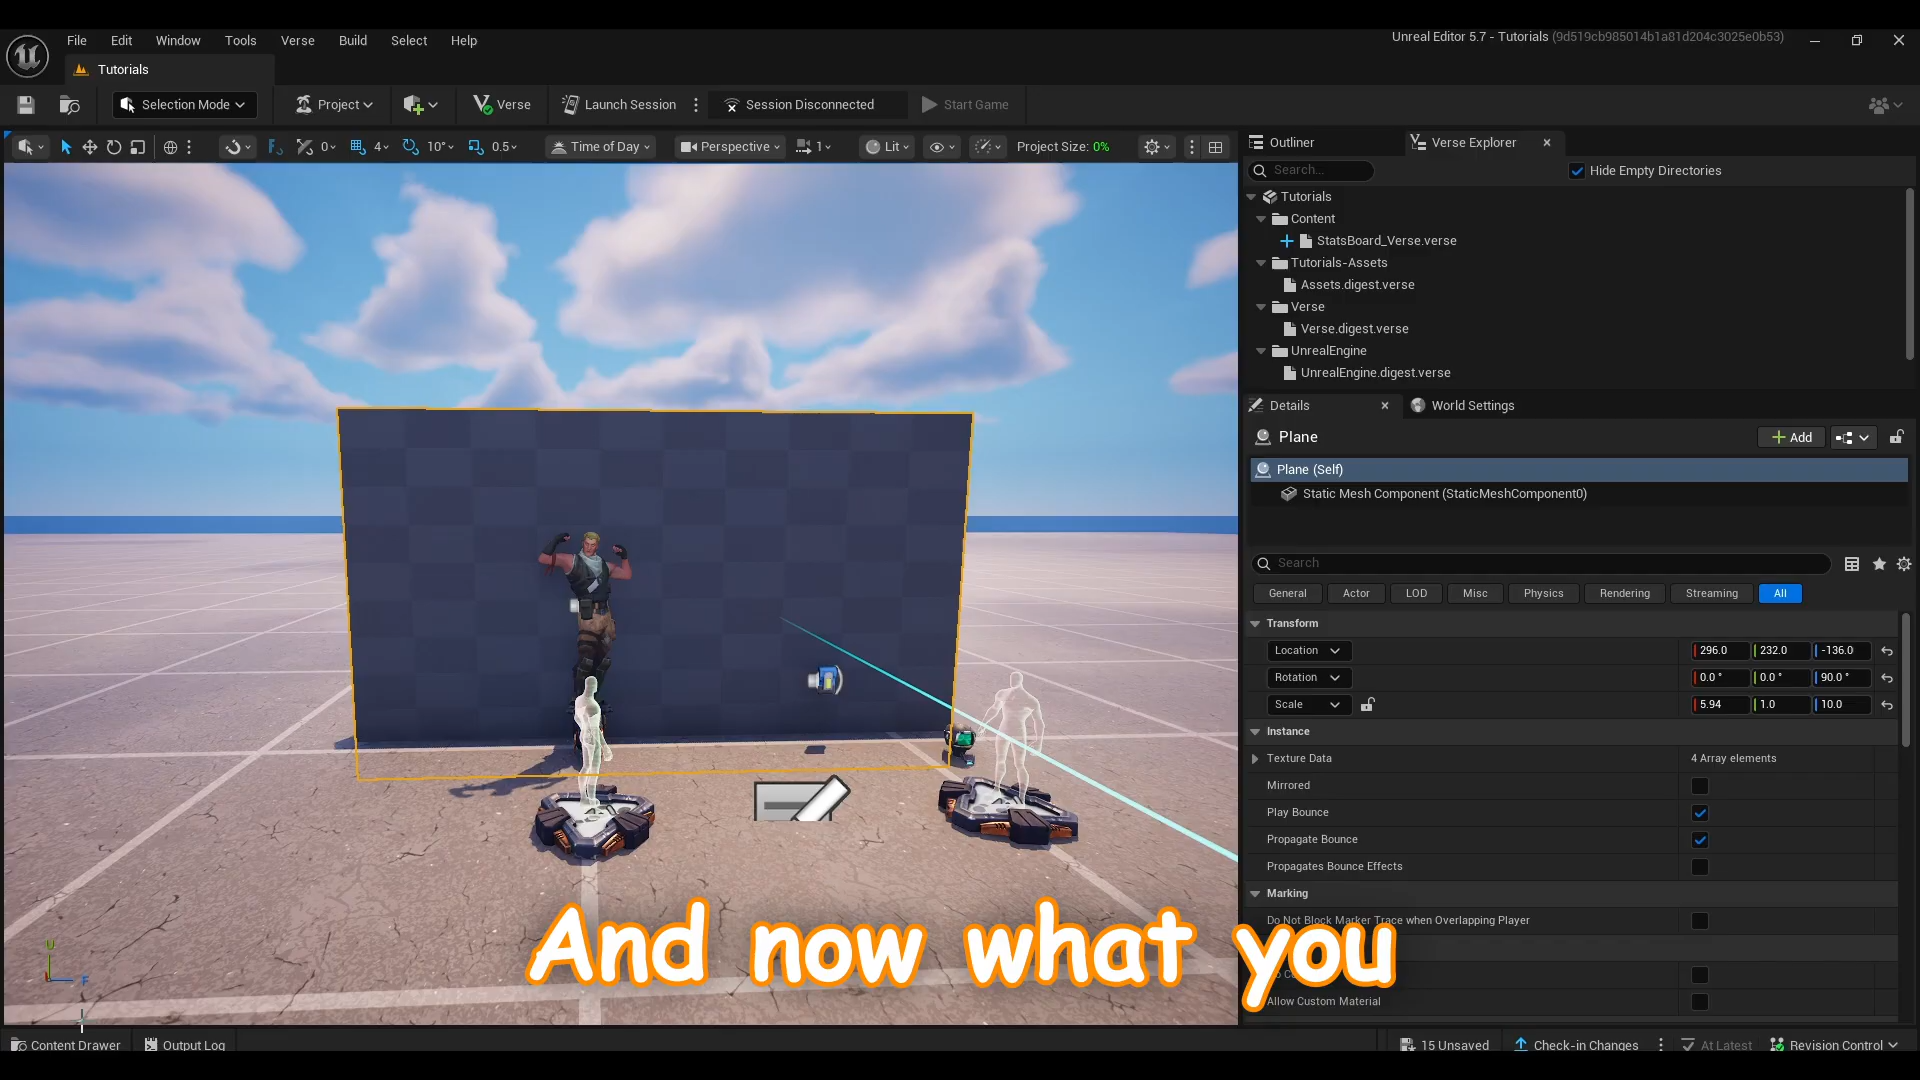 File Edit Window Tools Verse Build Select Help
Unreal Editor 5.7 - Tutorials (9d519cb985014b1a81d204c3025e0b53)
Tutorials
Selection Mode Project Verse Launch Session Session Disconnected Start Game
0 4 10° 0.5 Time of Day Perspective 1 Lit Project Size: 0%
Outliner Verse Explorer
Search... Hide Empty Directories
Tutorials
Content
StatsBoard_Verse.verse
Tutorials-Assets
Assets.digest.verse
Verse
Verse.digest.verse
UnrealEngine
UnrealEngine.digest.verse
Details World Settings
Plane Add
Plane (Self)
Static Mesh Component (StaticMeshComponent0)
Search
General Actor LOD Misc Physics Rendering Streaming All
Transform
Location 296.0 232.0 -136.0
Rotation 0.0 ° 0.0 ° 90.0 °
Scale 5.94 1.0 10.0
Instance
Texture Data 4 Array elements
Mirrored
Play Bounce
Propagate Bounce
Propagates Bounce Effects
Marking
Do Not Block Marker Trace when Overlapping Player
And now what you
Allow Custom Material
Content Drawer Output Log 15 Unsaved Check-in Changes At Latest Revision Control